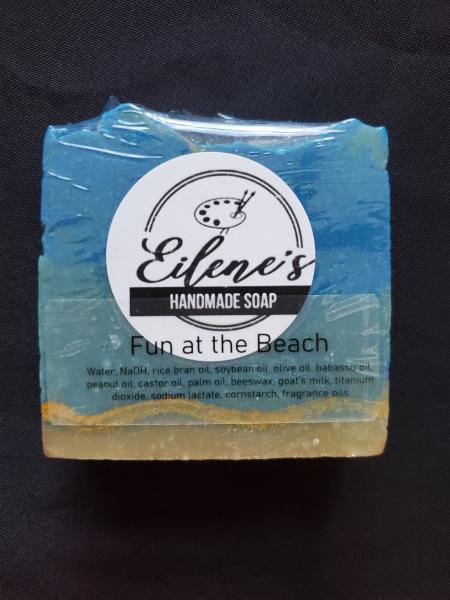 Eilene's
HANDMADE SOAP
Fun at the Beach
Water, NaOH, rice bran oil, soybean oil, olive oil, babassu oil,
peanut oil, castor oil, palm oil, beeswax, goat's milk, titanium
dioxide, sodium lactate, cornstarch, fragrance oils